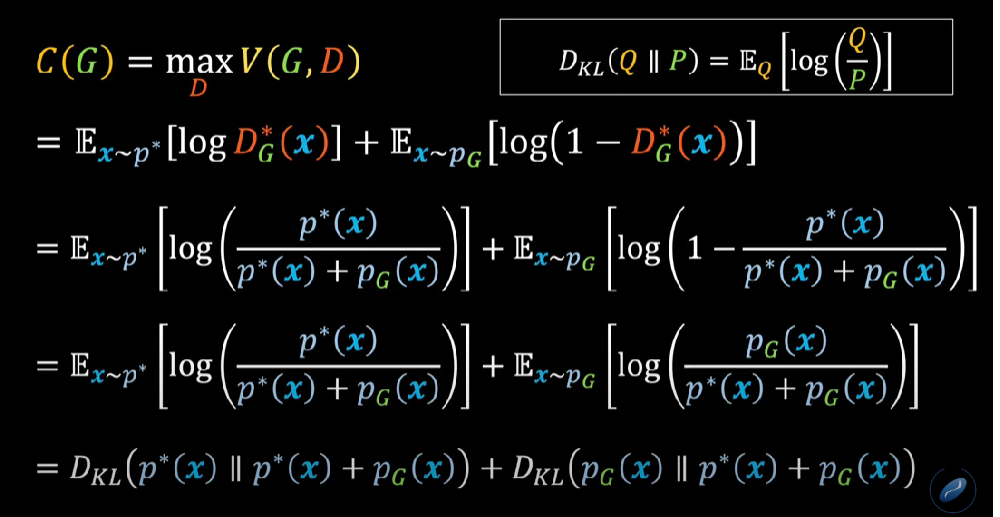 C(G) = max_D V(G, D)
D_KL(Q ∥ P) = 𝔼_Q [log(Q/P)]
= 𝔼_{x~p*}[log D*_G(x)] + 𝔼_{x~p_G}[log(1 − D*_G(x))]
= 𝔼_{x~p*} [log(p*(x) / (p*(x) + p_G(x)))] + 𝔼_{x~p_G} [log(1 − p*(x) / (p*(x) + p_G(x)))]
= 𝔼_{x~p*} [log(p*(x) / (p*(x) + p_G(x)))] + 𝔼_{x~p_G} [log(p_G(x) / (p*(x) + p_G(x)))]
= D_KL(p*(x) ∥ p*(x) + p_G(x)) + D_KL(p_G(x) ∥ p*(x) + p_G(x))